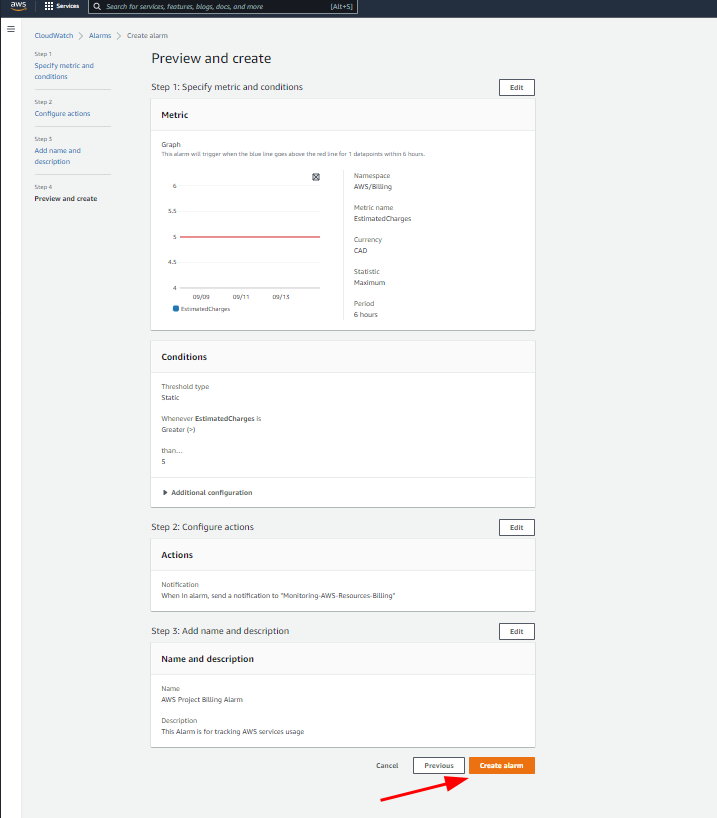 aws
Services
Search for services, features, blogs, docs, and more
[Alt+S]
CloudWatch > Alarms > Create alarm
Step 1
Specify metric and
conditions
Step 2
Configure actions
Step 3
Add name and
description
Step 4
Preview and create
Preview and create
Step 1: Specify metric and conditions
Edit
Metric
Graph
This alarm will trigger when the blue line goes above the red line for 1 datapoints within 6 hours.
6
5.5
5
4.5
4
09/09
09/11
09/13
EstimatedCharges
Namespace
AWS/Billing
Metric name
EstimatedCharges
Currency
CAD
Statistic
Maximum
Period
6 hours
Conditions
Threshold type
Static
Whenever EstimatedCharges is
Greater (>)
than...
5
Additional configuration
Step 2: Configure actions
Edit
Actions
Notification
When In alarm, send a notification to "Monitoring-AWS-Resources-Billing"
Step 3: Add name and description
Edit
Name and description
Name
AWS Project Billing Alarm
Description
This Alarm is for tracking AWS services usage
Cancel
Previous
Create alarm